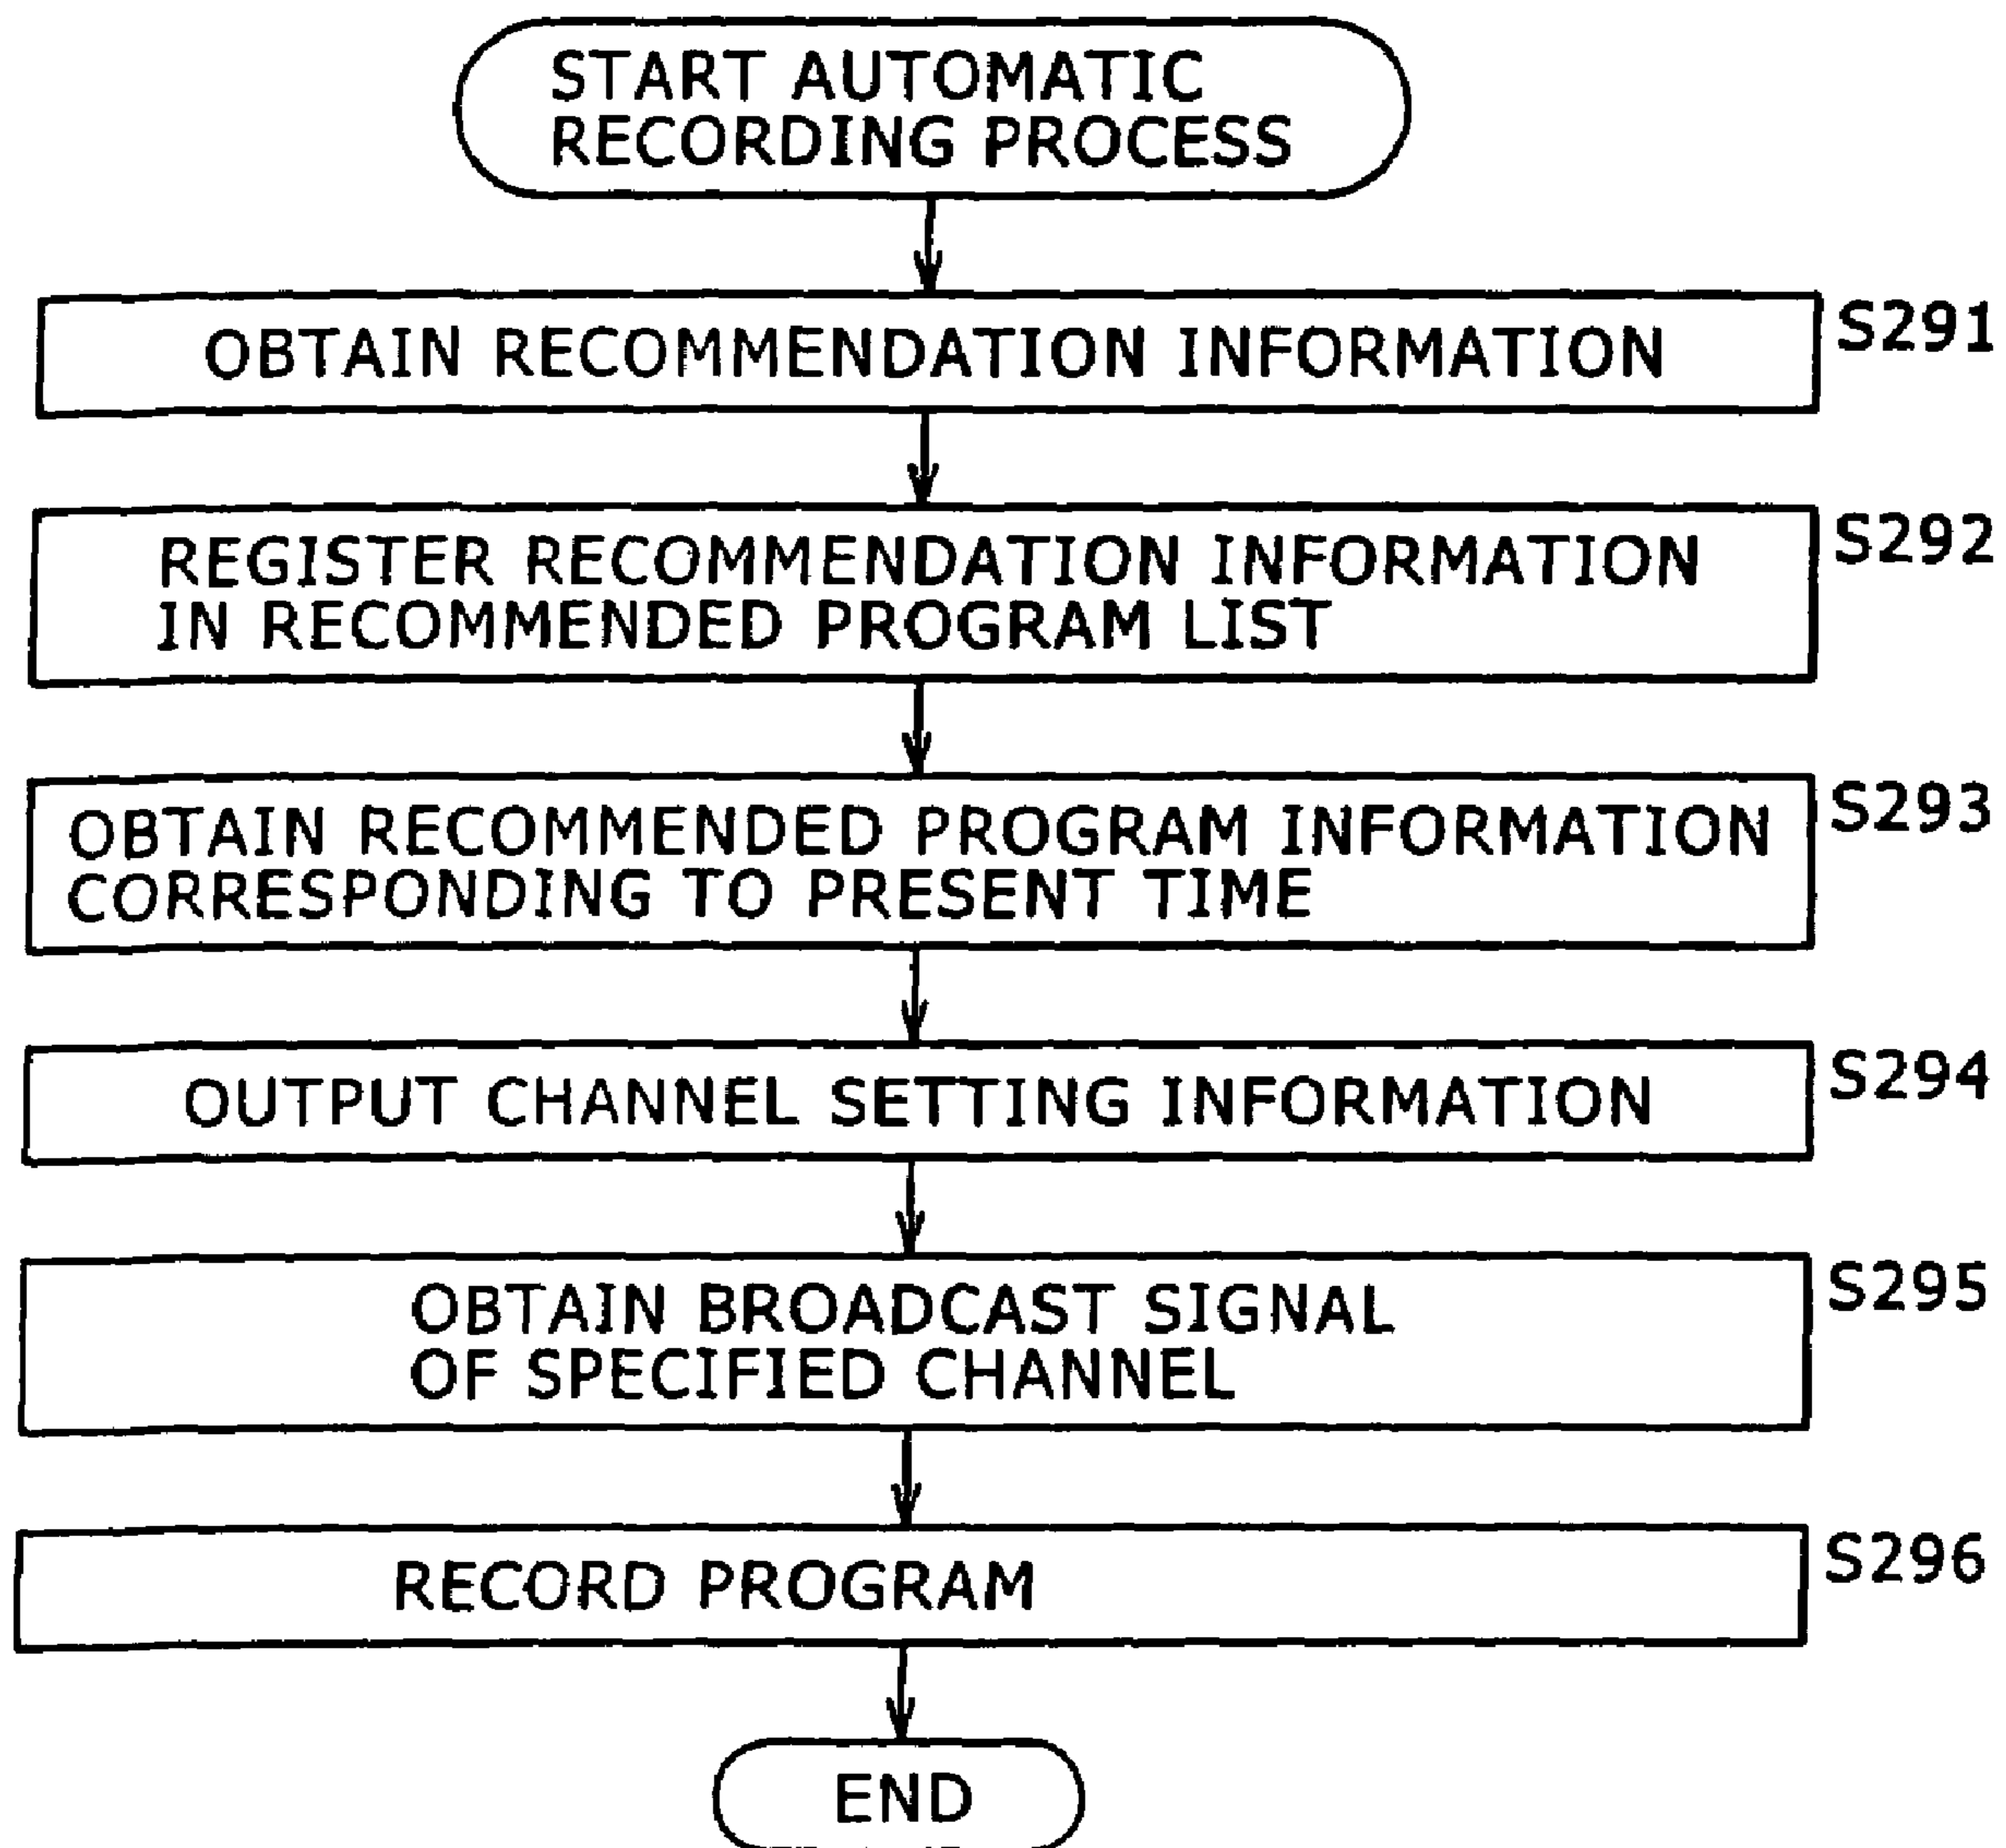 START AUTOMATIC
RECORDING PROCESS
OBTAIN RECOMMENDATION INFORMATION
S291
REGISTER RECOMMENDATION INFORMATION
IN RECOMMENDED PROGRAM LIST
S292
OBTAIN RECOMMENDED PROGRAM INFORMATION
CORRESPONDING TO PRESENT TIME
S293
OUTPUT CHANNEL SETTING INFORMATION
S294
OBTAIN BROADCAST SIGNAL
OF SPECIFIED CHANNEL
S295
RECORD PROGRAM
S296
END